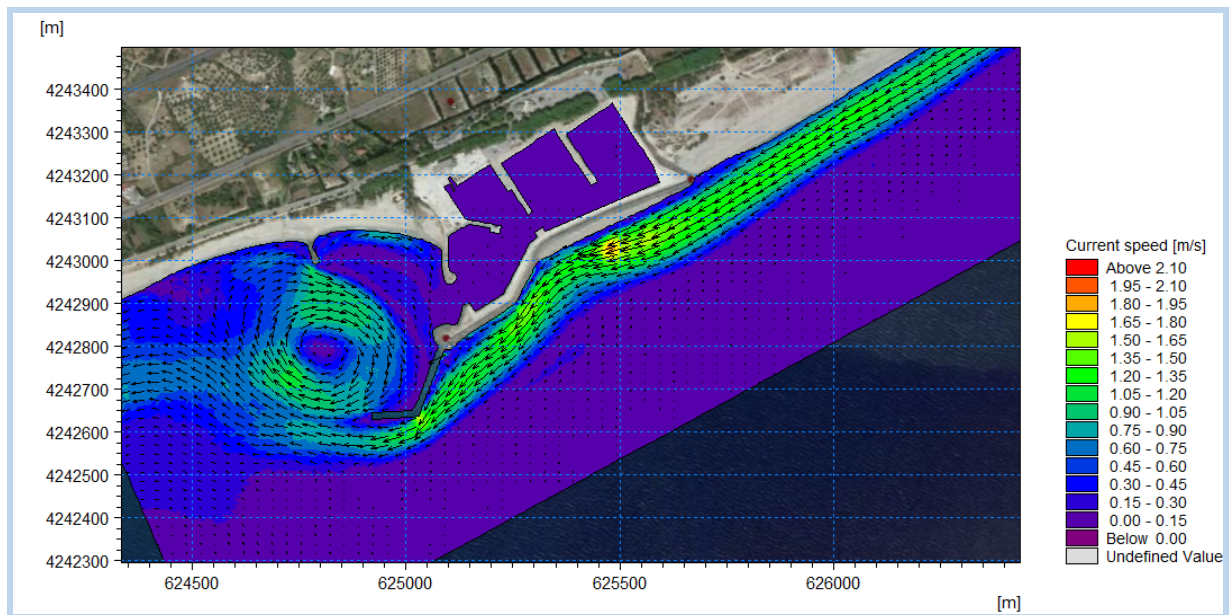 [m]
4243400
4243300
4243200
4243100
4243000
4242900
4242800
4242700
4242600
4242500
4242400
4242300
624500 625000 625500 626000
[m]
Current speed [m/s]
Above 2.10
1.95 - 2.10
1.80 - 1.95
1.65 - 1.80
1.50 - 1.65
1.35 - 1.50
1.20 - 1.35
1.05 - 1.20
0.90 - 1.05
0.75 - 0.90
0.60 - 0.75
0.45 - 0.60
0.30 - 0.45
0.15 - 0.30
0.00 - 0.15
Below 0.00
Undefined Value